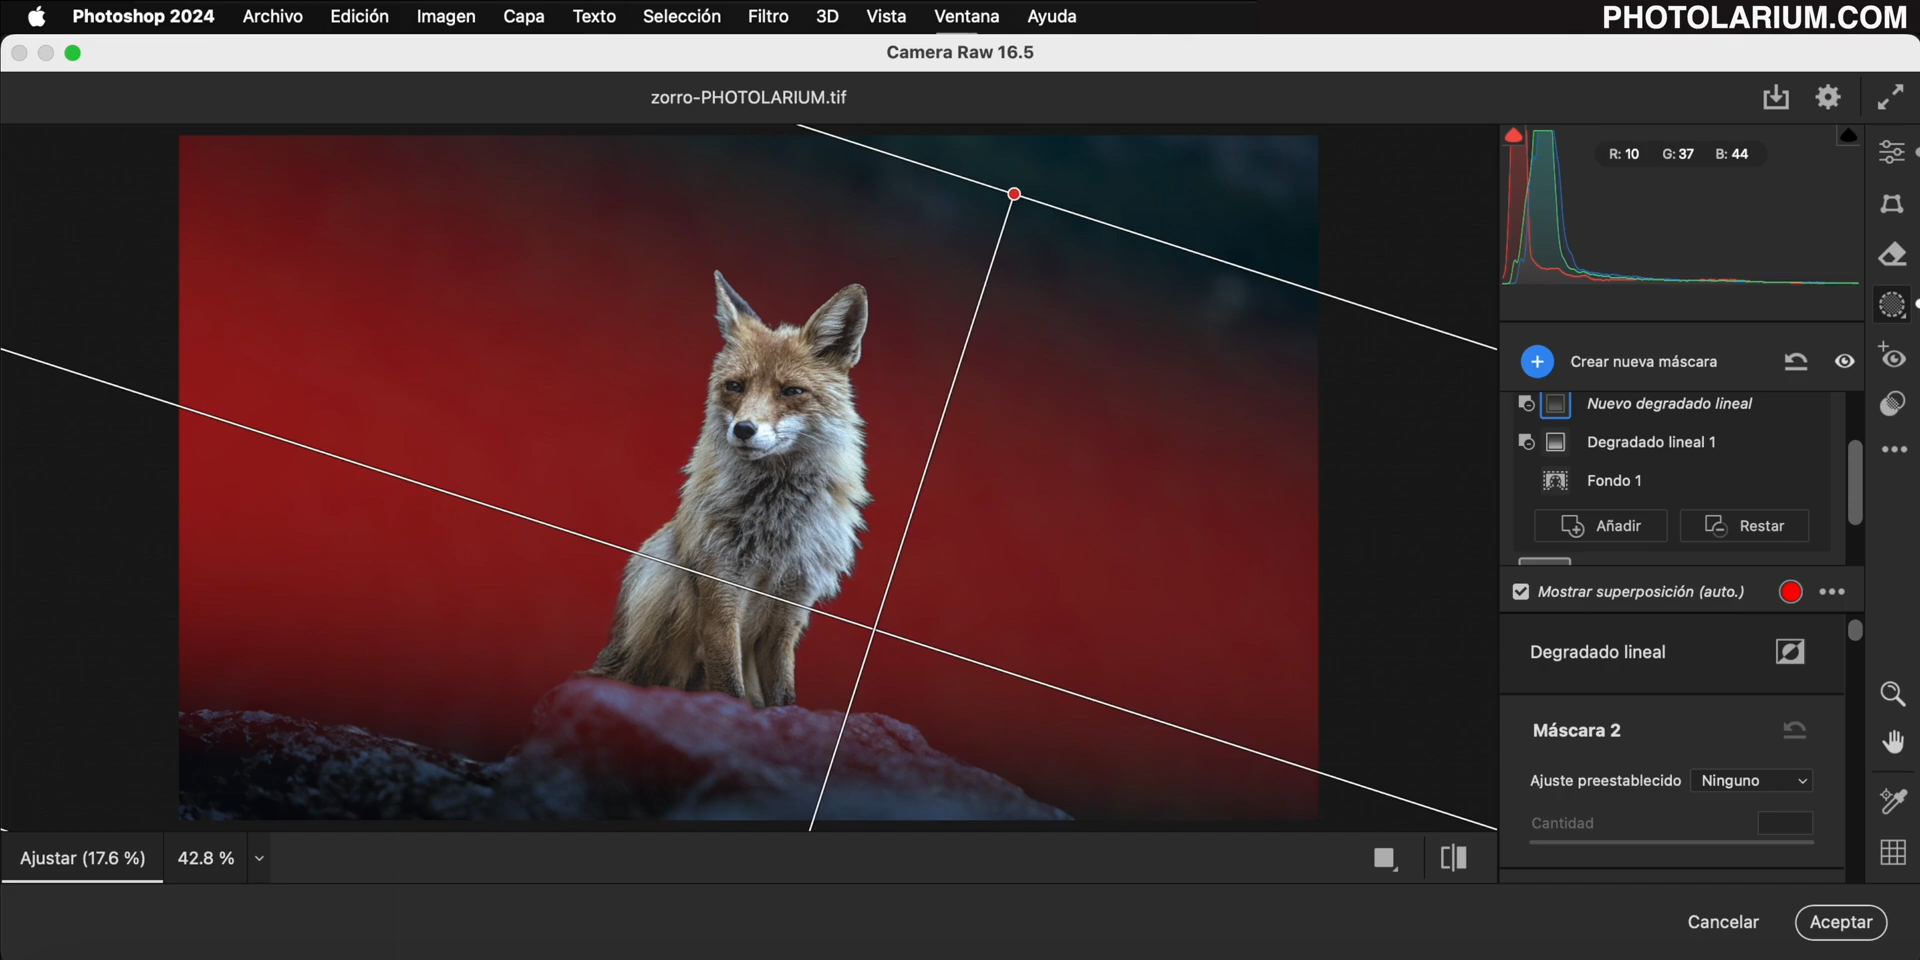 Photoshop 2024 Archivo Edición Imagen Capa Texto Selección Filtro 3D Vista Ventana Ayuda
PHOTOLARIUM.COM
Camera Raw 16.5
zorro-PHOTOLARIUM.tif
R: 10 G: 37 B: 44
Crear nueva máscara
Nuevo degradado lineal
Degradado lineal 1
Fondo 1
Añadir Restar
Mostrar superposición (auto.)
Degradado lineal
Máscara 2
Ajuste preestablecido Ninguno
Cantidad
Ajustar (17.6 %) 42.8 %
Cancelar Aceptar